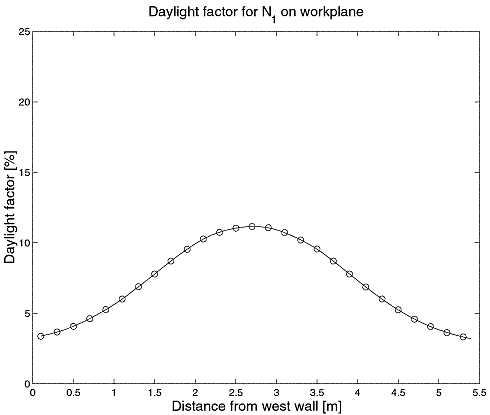 Daylight factor for N1 on workplane
25
20
15
10
5
0
Daylight factor [%]
0 0.5 1 1.5 2 2.5 3 3.5 4 4.5 5 5.5
Distance from west wall [m]